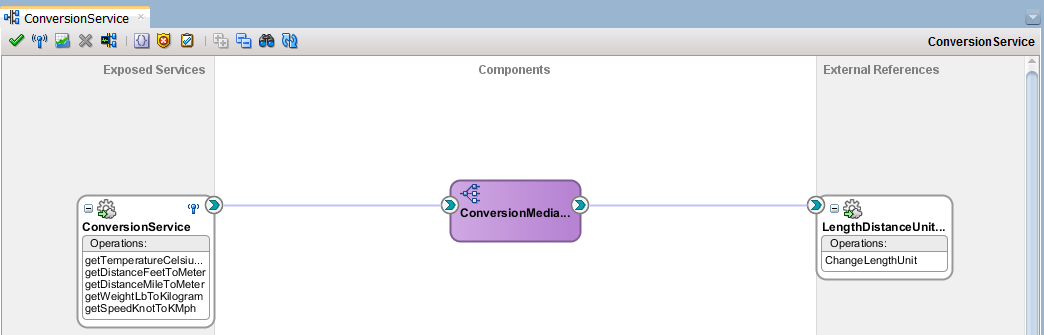 ConversionService
ConversionService
Exposed Services
Components
External References
ConversionService
Operations:
getTemperatureCelsiu...
getDistanceFeetToMeter
getDistanceMileToMeter
getWeightLbToKilogram
getSpeedKnotToKMph
ConversionMedia...
LengthDistanceUnit...
Operations:
ChangeLengthUnit